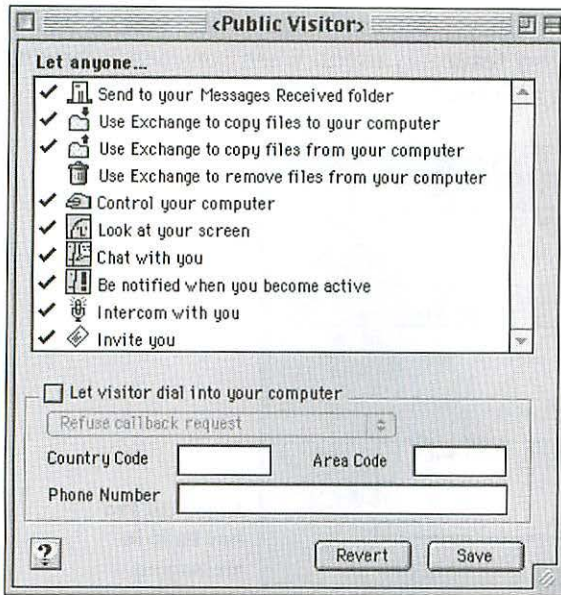 <Public Visitor>
Let anyone...
Send to your Messages Received folder
Use Exchange to copy files to your computer
Use Exchange to copy files from your computer
Use Exchange to remove files from your computer
Control your computer
Look at your screen
Chat with you
Be notified when you become active
Intercom with you
Invite you
Let visitor dial into your computer
Refuse callback request
Country Code Area Code
Phone Number
? Revert Save